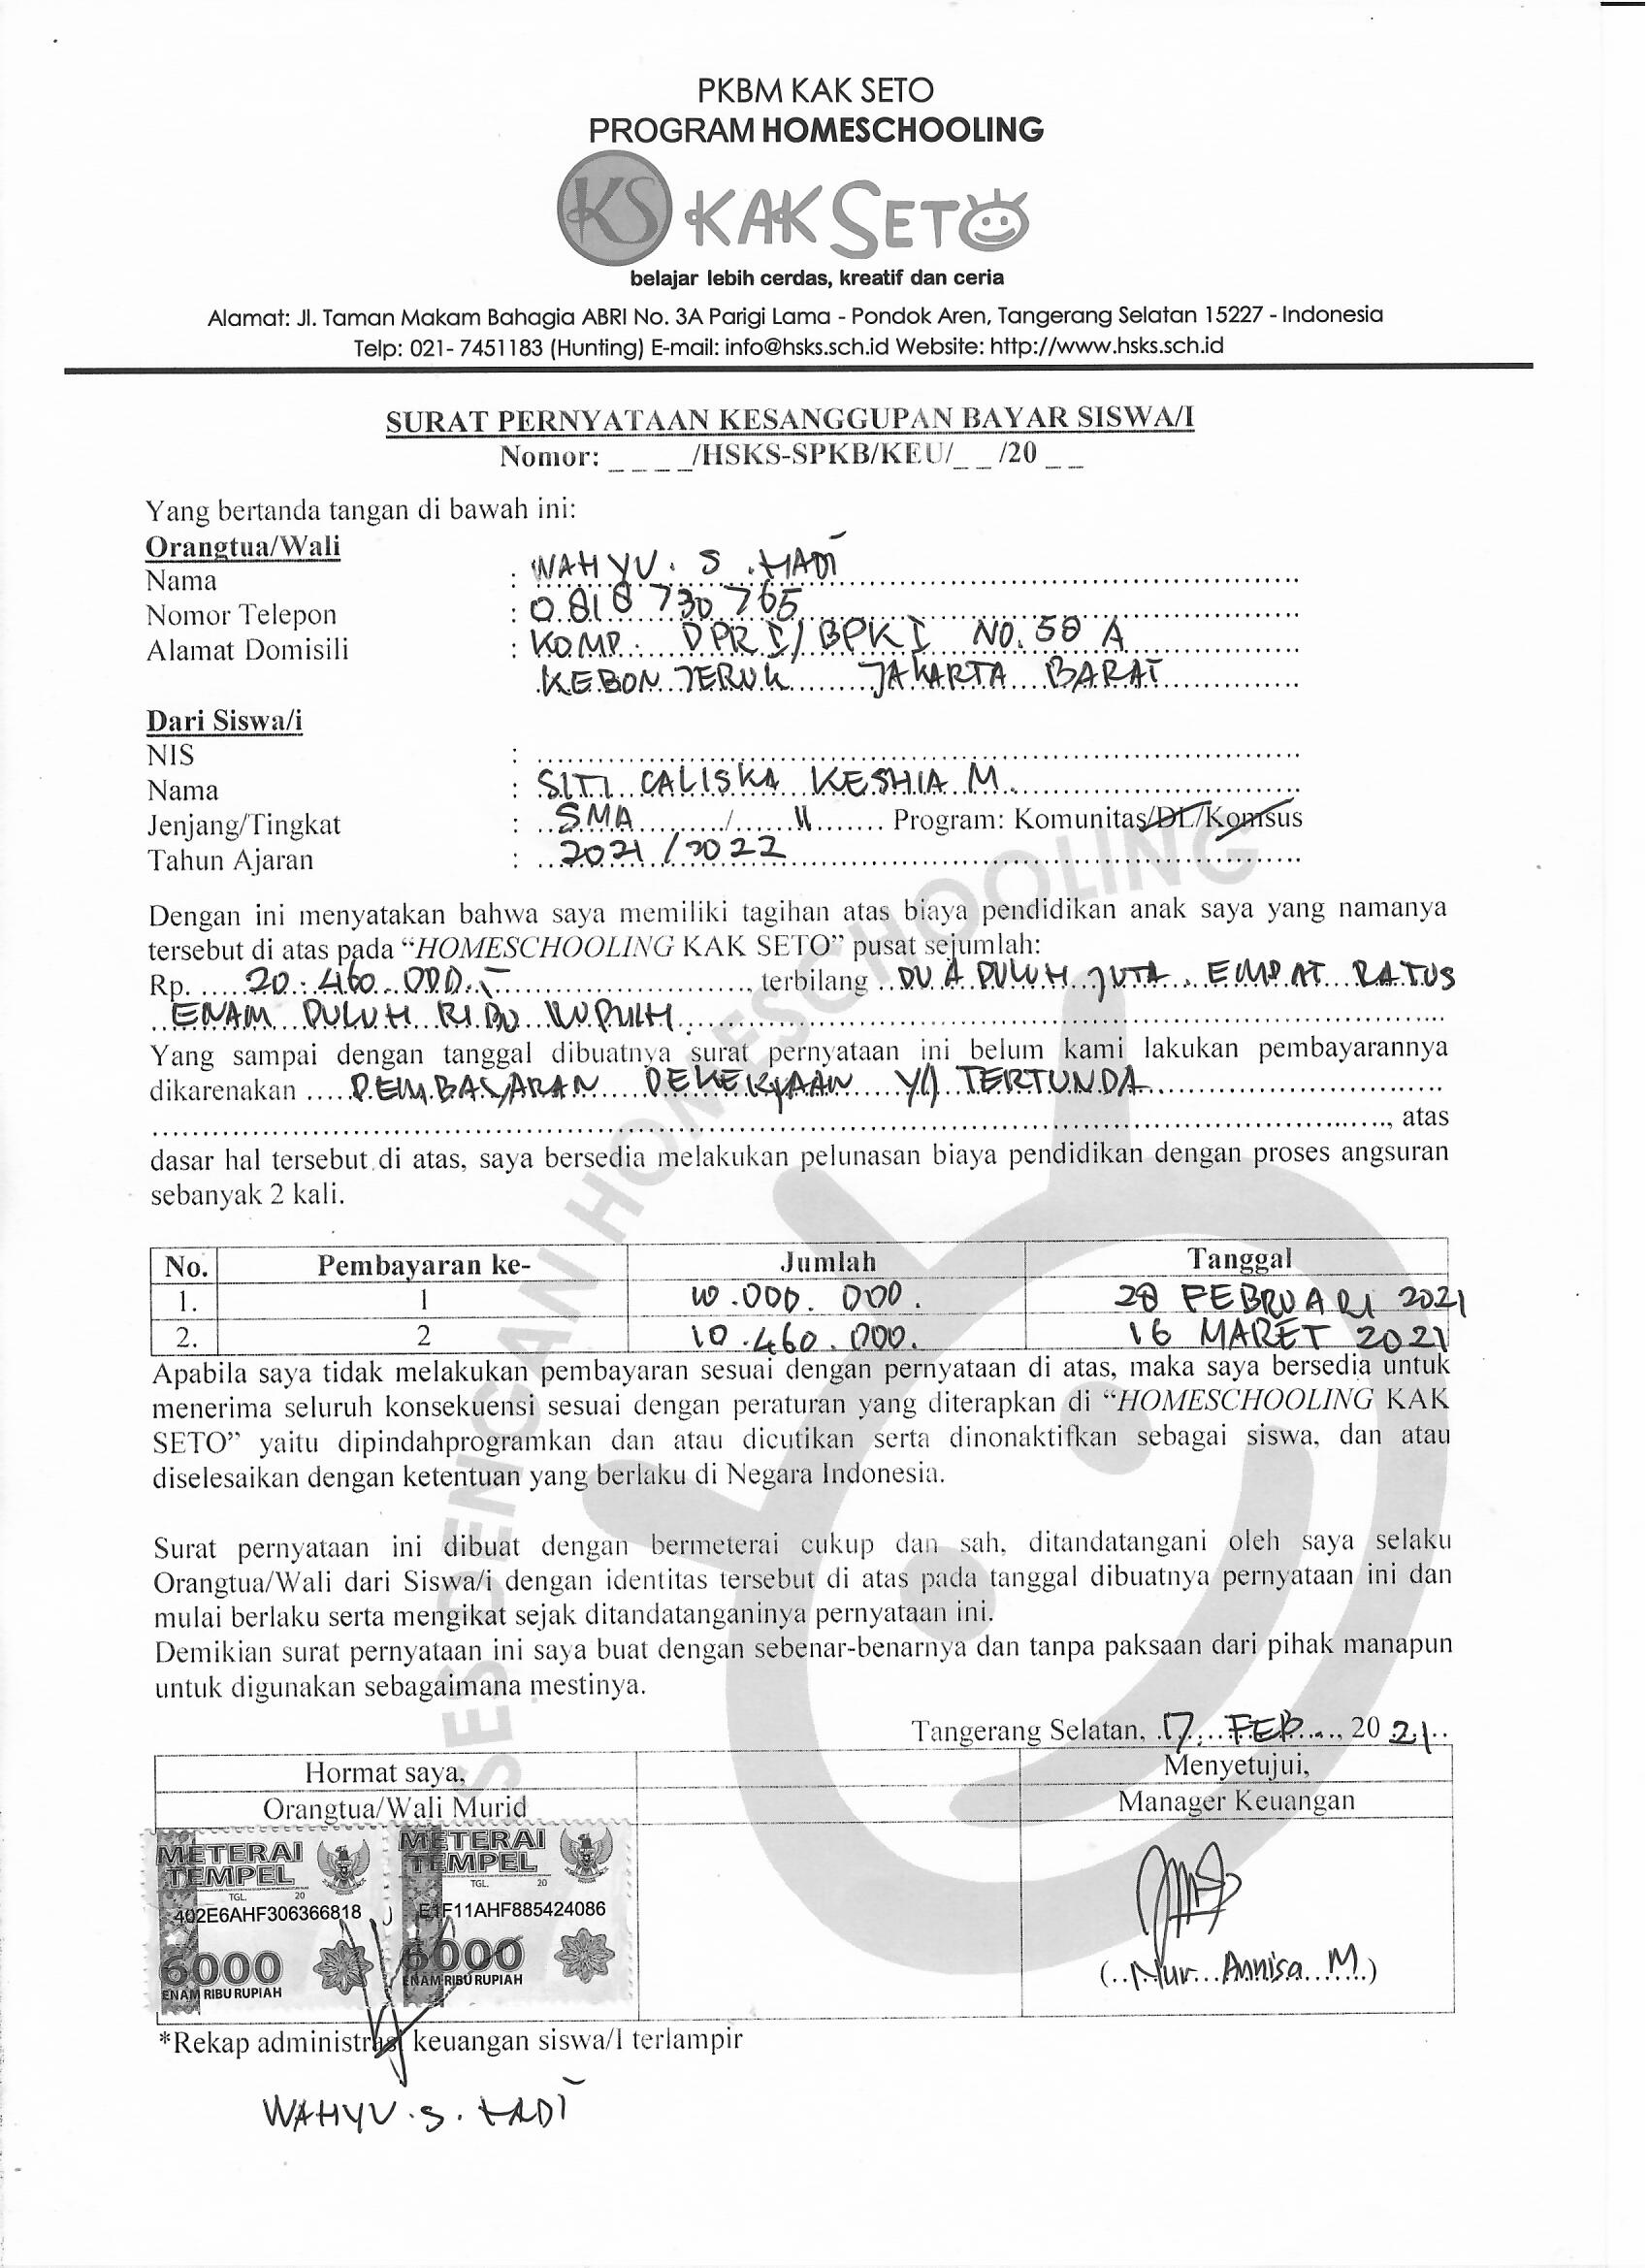 PKBM KAK SETO
PROGRAM HOMESCHOOLING
KS KAK SETO
belajar lebih cerdas, kreatif dan ceria
Alamat: Jl. Taman Makam Bahagia ABRI No. 3A Parigi Lama - Pondok Aren, Tangerang Selatan 15227 - Indonesia
Telp: 021- 7451183 (Hunting) E-mail: info@hsks.sch.id Website: http://www.hsks.sch.id
SURAT PERNYATAAN KESANGGUPAN BAYAR SISWA/I
Nomor: _ _ _ _/HSKS-SPKB/KEU/_ _ /20 _ _
Yang bertanda tangan di bawah ini:
Orangtua/Wali
Nama : WAHYU. S. HADI
Nomor Telepon : 0818 730 765
Alamat Domisili : KOMP. DPR I/BPK I NO. 58 A
KEBON JERUK JAKARTA BARAT
Dari Siswa/i
NIS :
Nama : SITI CALISKA KESHIA M
Jenjang/Tingkat : SMA / 11 Program: Komunitas/DL/Komsus
Tahun Ajaran : 2021/2022
Dengan ini menyatakan bahwa saya memiliki tagihan atas biaya pendidikan anak saya yang namanya
tersebut di atas pada “HOMESCHOOLING KAK SETO” pusat sejumlah:
Rp. 20.460.000.- , terbilang DUA PULUH JUTA EMPAT RATUS
ENAM PULUH RIBU RUPIAH
Yang sampai dengan tanggal dibuatnya surat pernyataan ini belum kami lakukan pembayarannya
dikarenakan PEMBAYARAN PEKERJAAN YG TERTUNDA
, atas
dasar hal tersebut di atas, saya bersedia melakukan pelunasan biaya pendidikan dengan proses angsuran
sebanyak 2 kali.
No. Pembayaran ke- Jumlah Tanggal
1. 1 10.000.000. 28 FEBRUARI 2021
2. 2 10.460.000. 16 MARET 2021
Apabila saya tidak melakukan pembayaran sesuai dengan pernyataan di atas, maka saya bersedia untuk
menerima seluruh konsekuensi sesuai dengan peraturan yang diterapkan di “HOMESCHOOLING KAK
SETO” yaitu dipindahprogramkan dan atau dicutikan serta dinonaktifkan sebagai siswa, dan atau
diselesaikan dengan ketentuan yang berlaku di Negara Indonesia.
Surat pernyataan ini dibuat dengan bermeterai cukup dan sah, ditandatangani oleh saya selaku
Orangtua/Wali dari Siswa/i dengan identitas tersebut di atas pada tanggal dibuatnya pernyataan ini dan
mulai berlaku serta mengikat sejak ditandatanganinya pernyataan ini.
Demikian surat pernyataan ini saya buat dengan sebenar-benarnya dan tanpa paksaan dari pihak manapun
untuk digunakan sebagaimana mestinya.
Tangerang Selatan, 17 FEB, 20 21
Hormat saya, Menyetujui,
Orangtua/Wali Murid Manager Keuangan
METERAI TEMPEL METERAI TEMPEL
TGL. 20 TGL. 20
402E6AHF306366818 E1F11AHF885424086
6000 6000
ENAM RIBU RUPIAH ENAM RIBU RUPIAH
(Nur Annisa M.)
*Rekap administrasi keuangan siswa/I terlampir
WAHYU. S. HADI
SES DENGAN HOMESCHOOLING